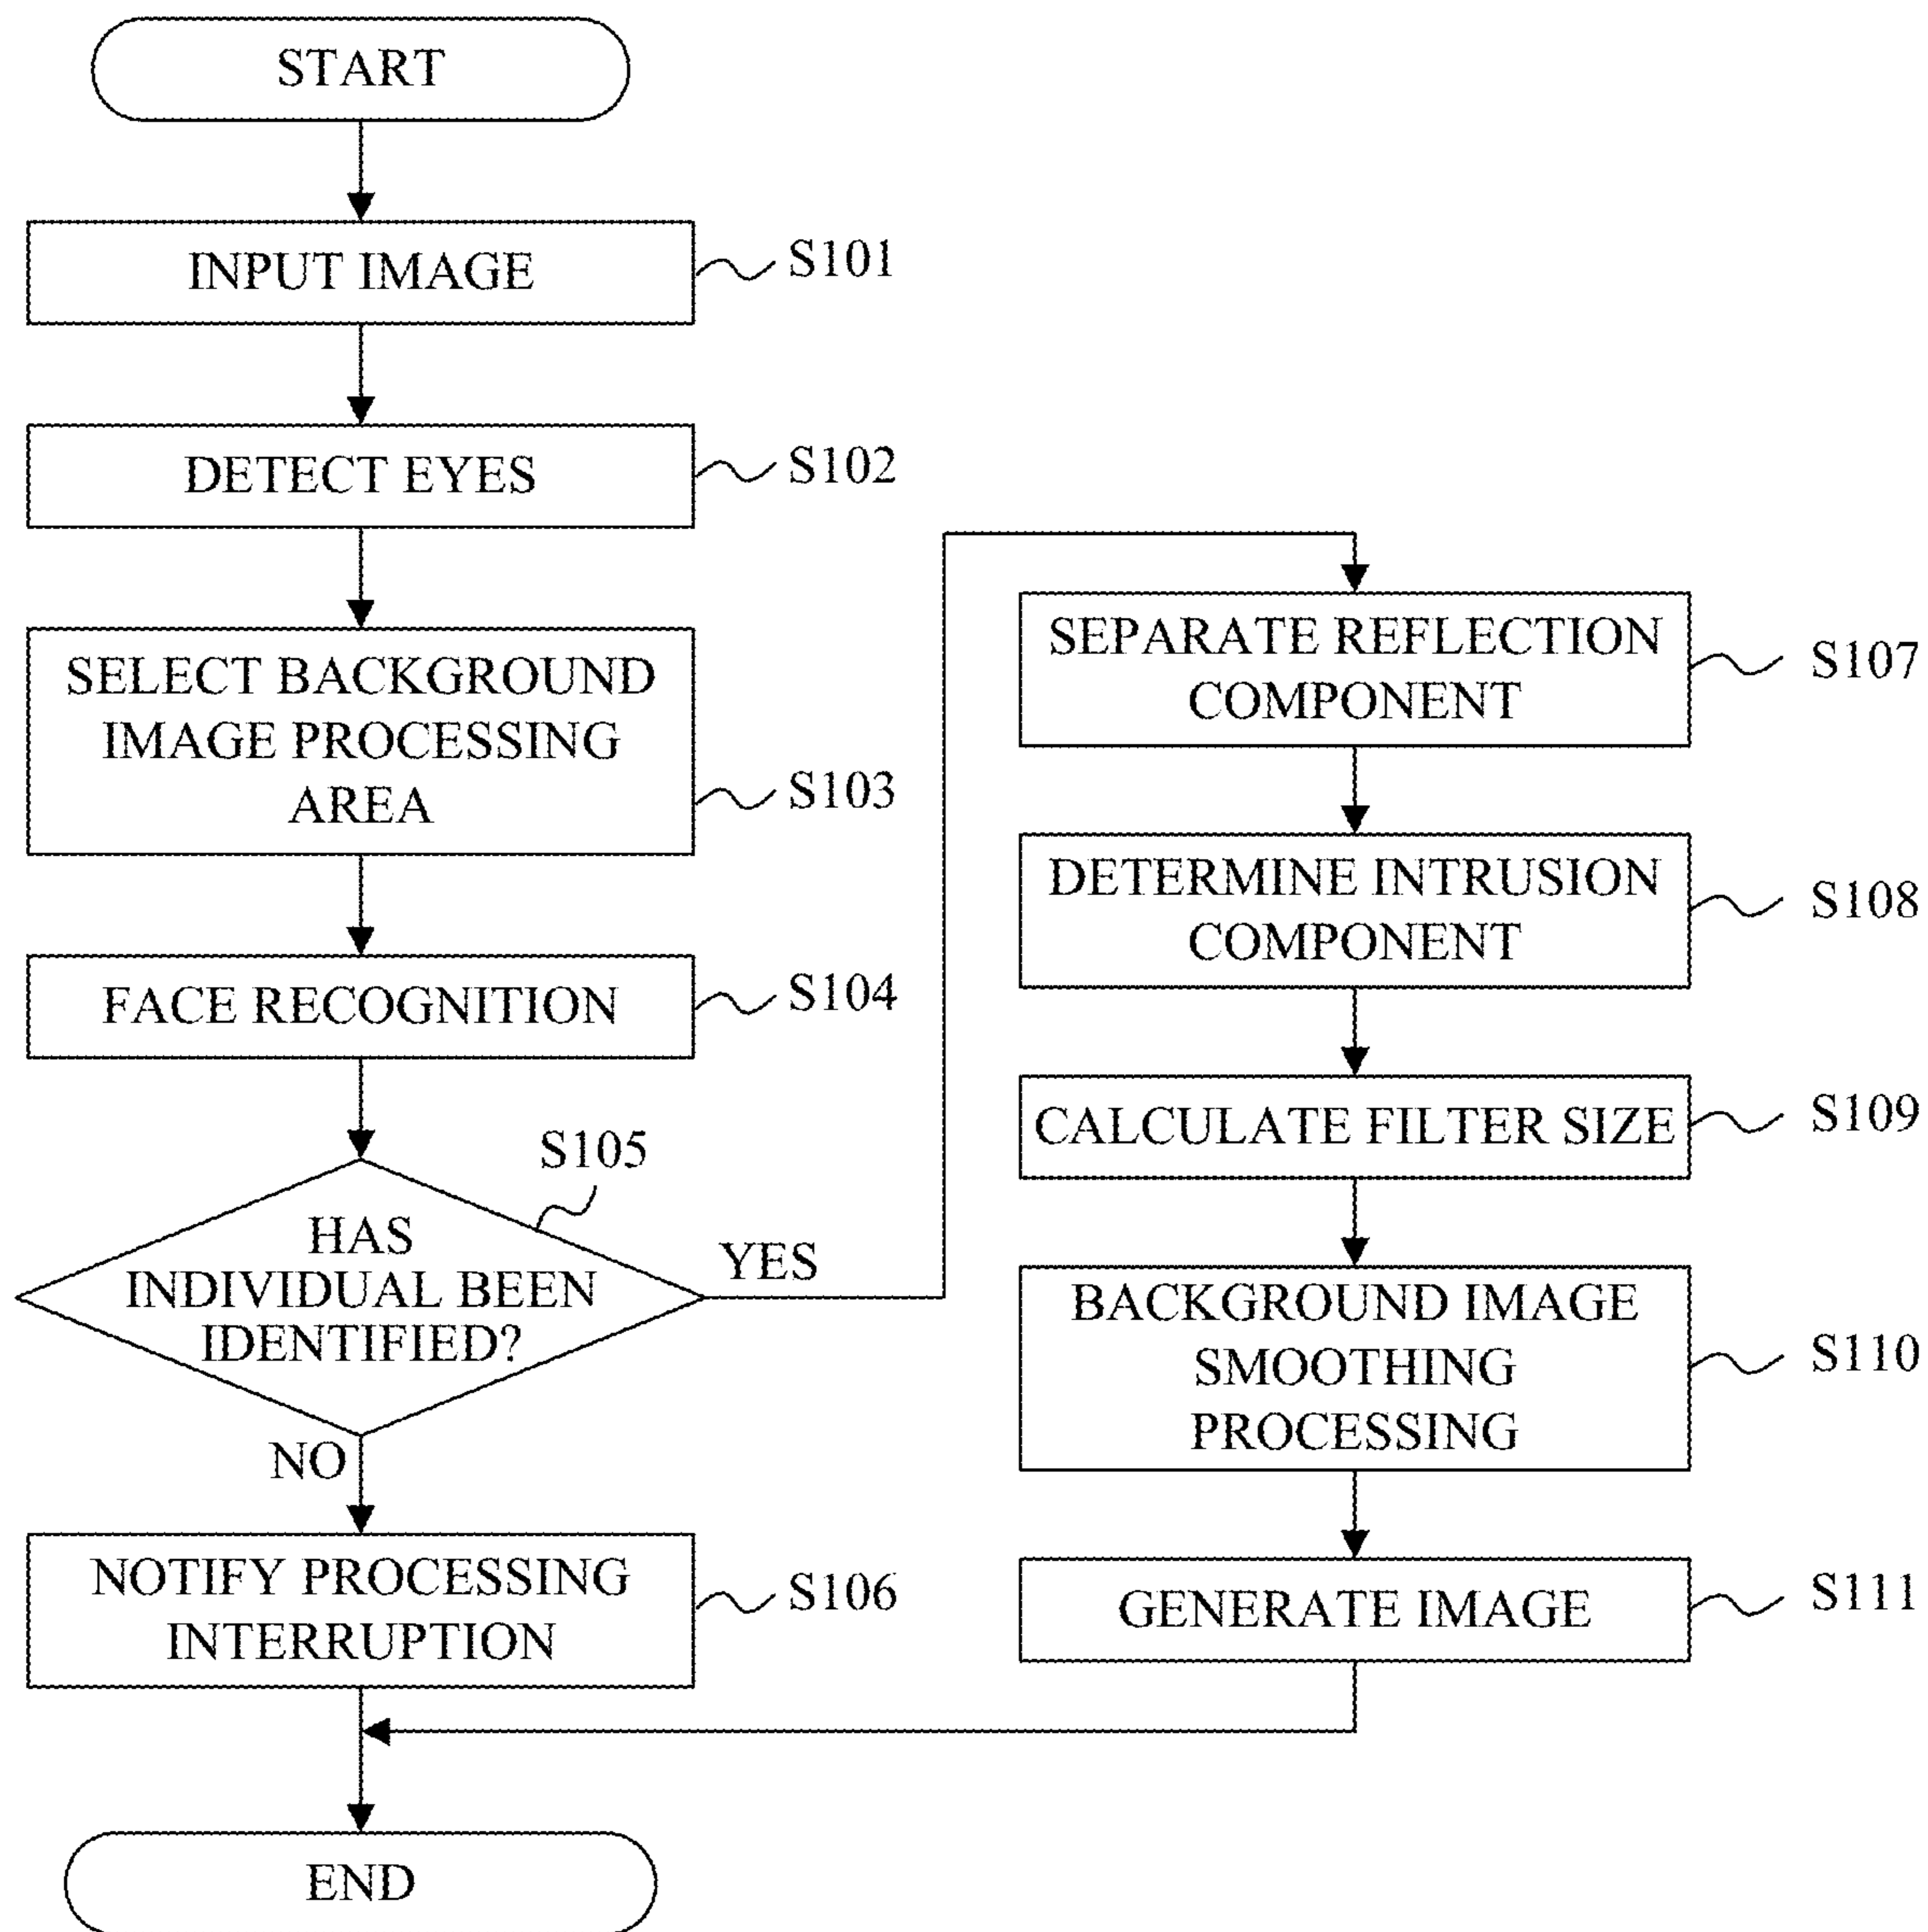 START
INPUT IMAGE
S101
DETECT EYES
S102
SELECT BACKGROUND
IMAGE PROCESSING
AREA
S103
FACE RECOGNITION
S104
S105
HAS
INDIVIDUAL BEEN
IDENTIFIED?
YES
NO
NOTIFY PROCESSING
INTERRUPTION
S106
SEPARATE REFLECTION
COMPONENT
S107
DETERMINE INTRUSION
COMPONENT
S108
CALCULATE FILTER SIZE
S109
BACKGROUND IMAGE
SMOOTHING
PROCESSING
S110
GENERATE IMAGE
S111
END